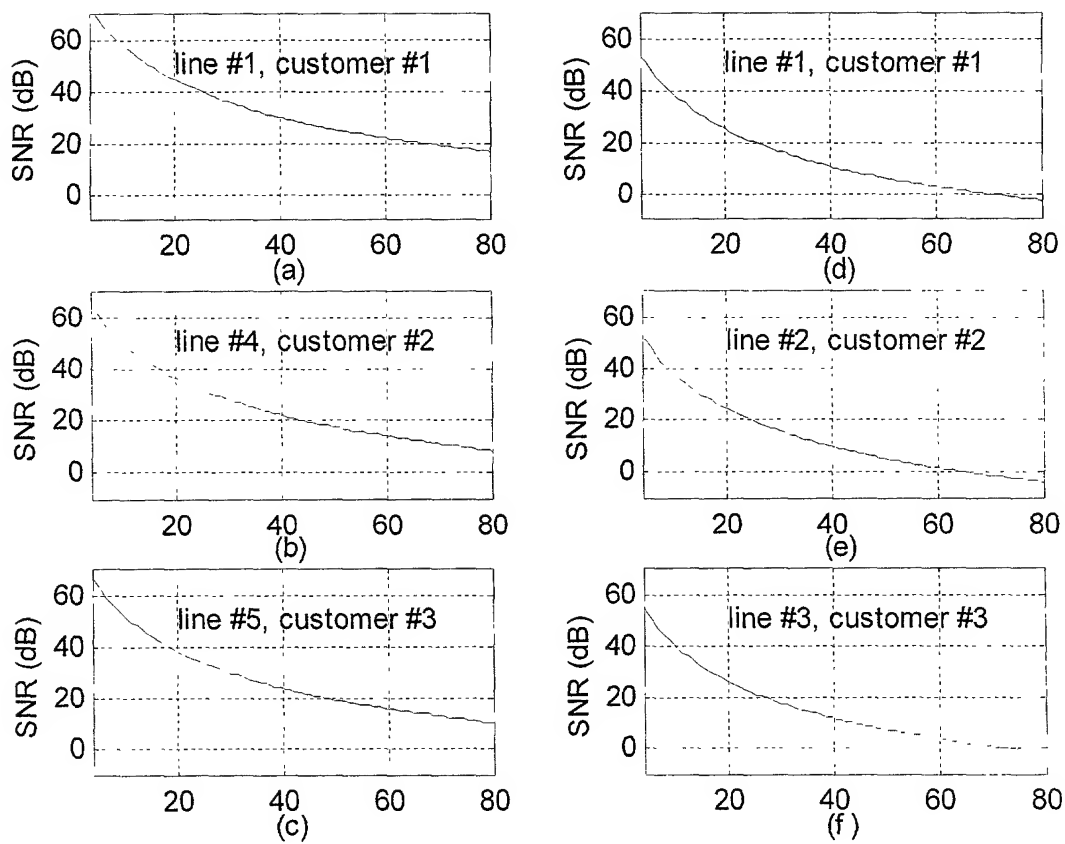 60
40
20
0
SNR (dB)
line #1, customer #1
20 40 60 80
(a)
60
40
20
0
SNR (dB)
line #1, customer #1
20 40 60 80
(d)
60
40
20
0
SNR (dB)
line #4, customer #2
20 40 60 80
(b)
60
40
20
0
SNR (dB)
line #2, customer #2
20 40 60 80
(e)
60
40
20
0
SNR (dB)
line #5, customer #3
20 40 60 80
(c)
60
40
20
0
SNR (dB)
line #3, customer #3
20 40 60 80
(f )